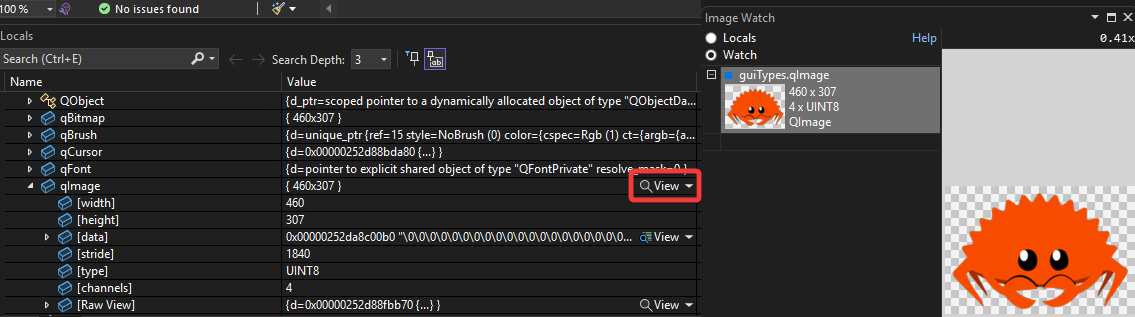 100 %
No issues found
Locals
Search (Ctrl+E)
Search Depth: 3
Name Value
QObject {d_ptr=scoped pointer to a dynamically allocated object of type "QObjectDa...
qBitmap { 460x307 }
qBrush {d=unique_ptr {ref=15 style=NoBrush (0) color={cspec=Rgb (1) ct={argb={a...
qCursor {d=0x00000252d88bda80 {...} }
qFont {d=pointer to explicit shared object of type "QFontPrivate" resolve_mask=0 }
qImage { 460x307 } View
[width] 460
[height] 307
[data] 0x00000252da8c00b0 "\0\0\0\0\0\0\0\0\0\0\0\0\0\0\0\0\0\0\0\0... View
[stride] 1840
[type] UINT8
[channels] 4
[Raw View] {d=0x00000252d88fbb70 {...} } View
Image Watch
Locals Help
Watch
guiTypes.qImage
460 x 307
4 x UINT8
QImage
0.41x